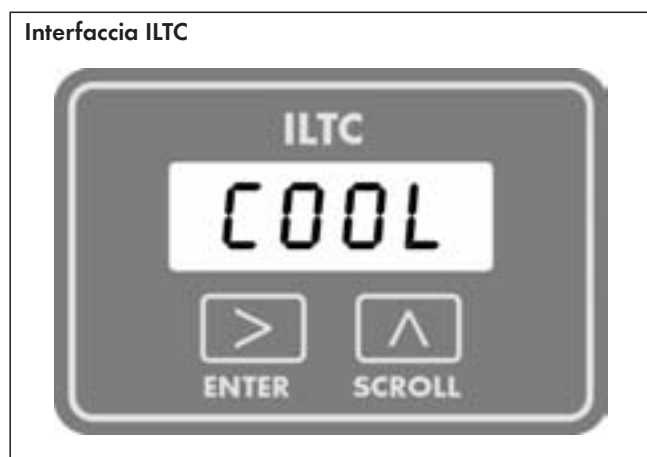 Interfaccia ILTC
ILTC
COOL
> ∧
ENTER SCROLL